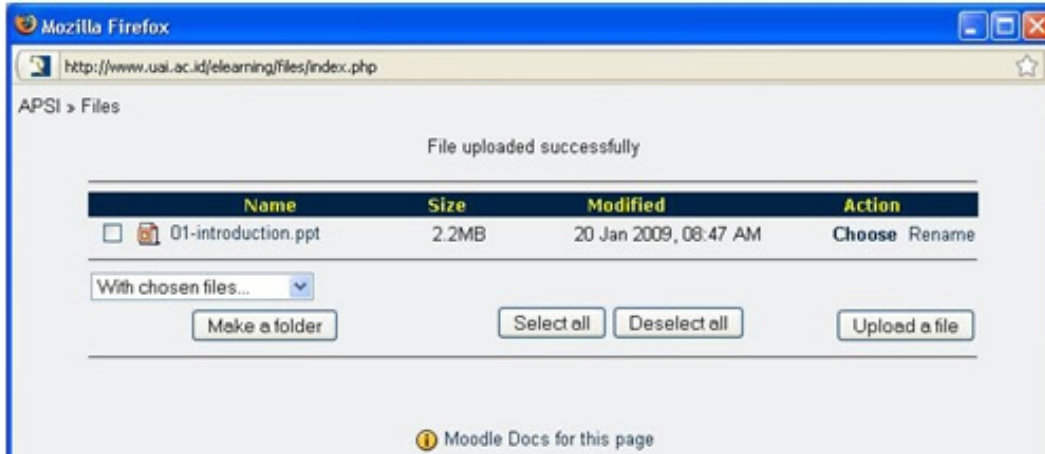 Mozilla Firefox
http://www.uai.ac.id/elearning/files/index.php
APSI » Files
File uploaded successfully
Name Size Modified Action
01-introduction.ppt 2.2MB 20 Jan 2009, 08:47 AM Choose Rename
With chosen files...
Make a folder Select all Deselect all Upload a file
Moodle Docs for this page